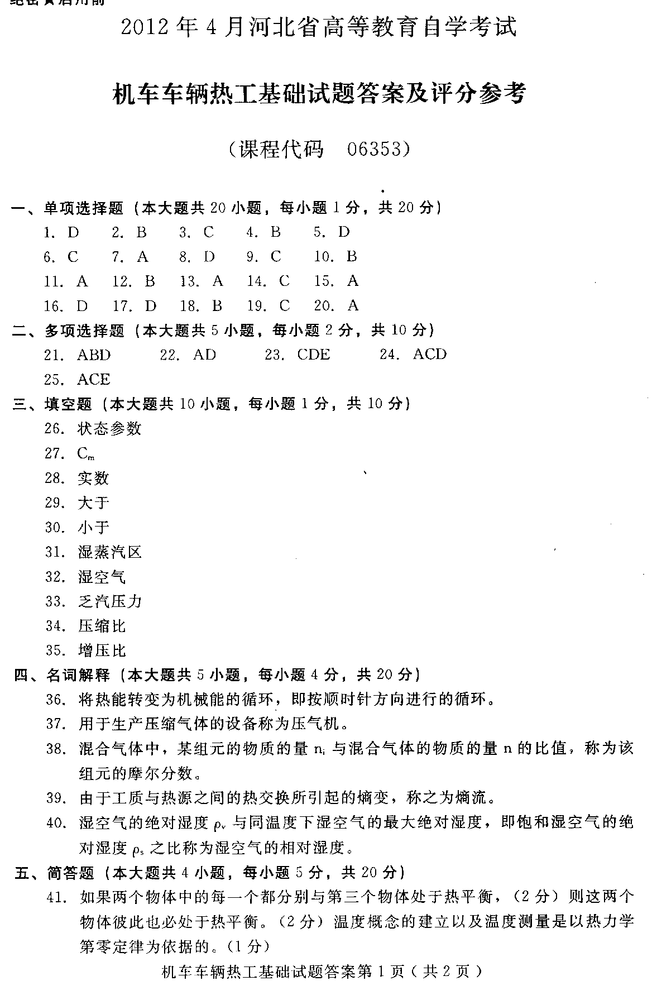 2012 年 4 月河北省高等教育自学考试
机车车辆热工基础试题答案及评分参考
（课程代码　06353）
一、单项选择题（本大题共 20 小题，每小题 1 分，共 20 分）
1. D　2. B　3. C　4. B　5. D
6. C　7. A　8. D　9. C　10. B
11. A　12. B　13. A　14. C　15. A
16. D　17. D　18. B　19. C　20. A
二、多项选择题（本大题共 5 小题，每小题 2 分，共 10 分）
21. ABD　22. AD　23. CDE　24. ACD
25. ACE
三、填空题（本大题共 10 小题，每小题 1 分，共 10 分）
26. 状态参数
27. Cm
28. 实数
29. 大于
30. 小于
31. 湿蒸汽区
32. 湿空气
33. 乏汽压力
34. 压缩比
35. 增压比
四、名词解释（本大题共 5 小题，每小题 4 分，共 20 分）
36. 将热能转变为机械能的循环，即按顺时针方向进行的循环。
37. 用于生产压缩气体的设备称为压气机。
38. 混合气体中，某组元的物质的量 ni 与混合气体的物质的量 n 的比值，称为该
组元的摩尔分数。
39. 由于工质与热源之间的热交换所引起的熵变，称之为熵流。
40. 湿空气的绝对湿度 ρv 与同温度下湿空气的最大绝对湿度，即饱和湿空气的绝
对湿度 ρs 之比称为湿空气的相对湿度。
五、简答题（本大题共 4 小题，每小题 5 分，共 20 分）
41. 如果两个物体中的每一个都分别与第三个物体处于热平衡，（2 分）则这两个
物体彼此也必处于热平衡。（2 分）温度概念的建立以及温度测量是以热力学
第零定律为依据的。（1 分）
机车车辆热工基础试题答案第 1 页（共 2 页）